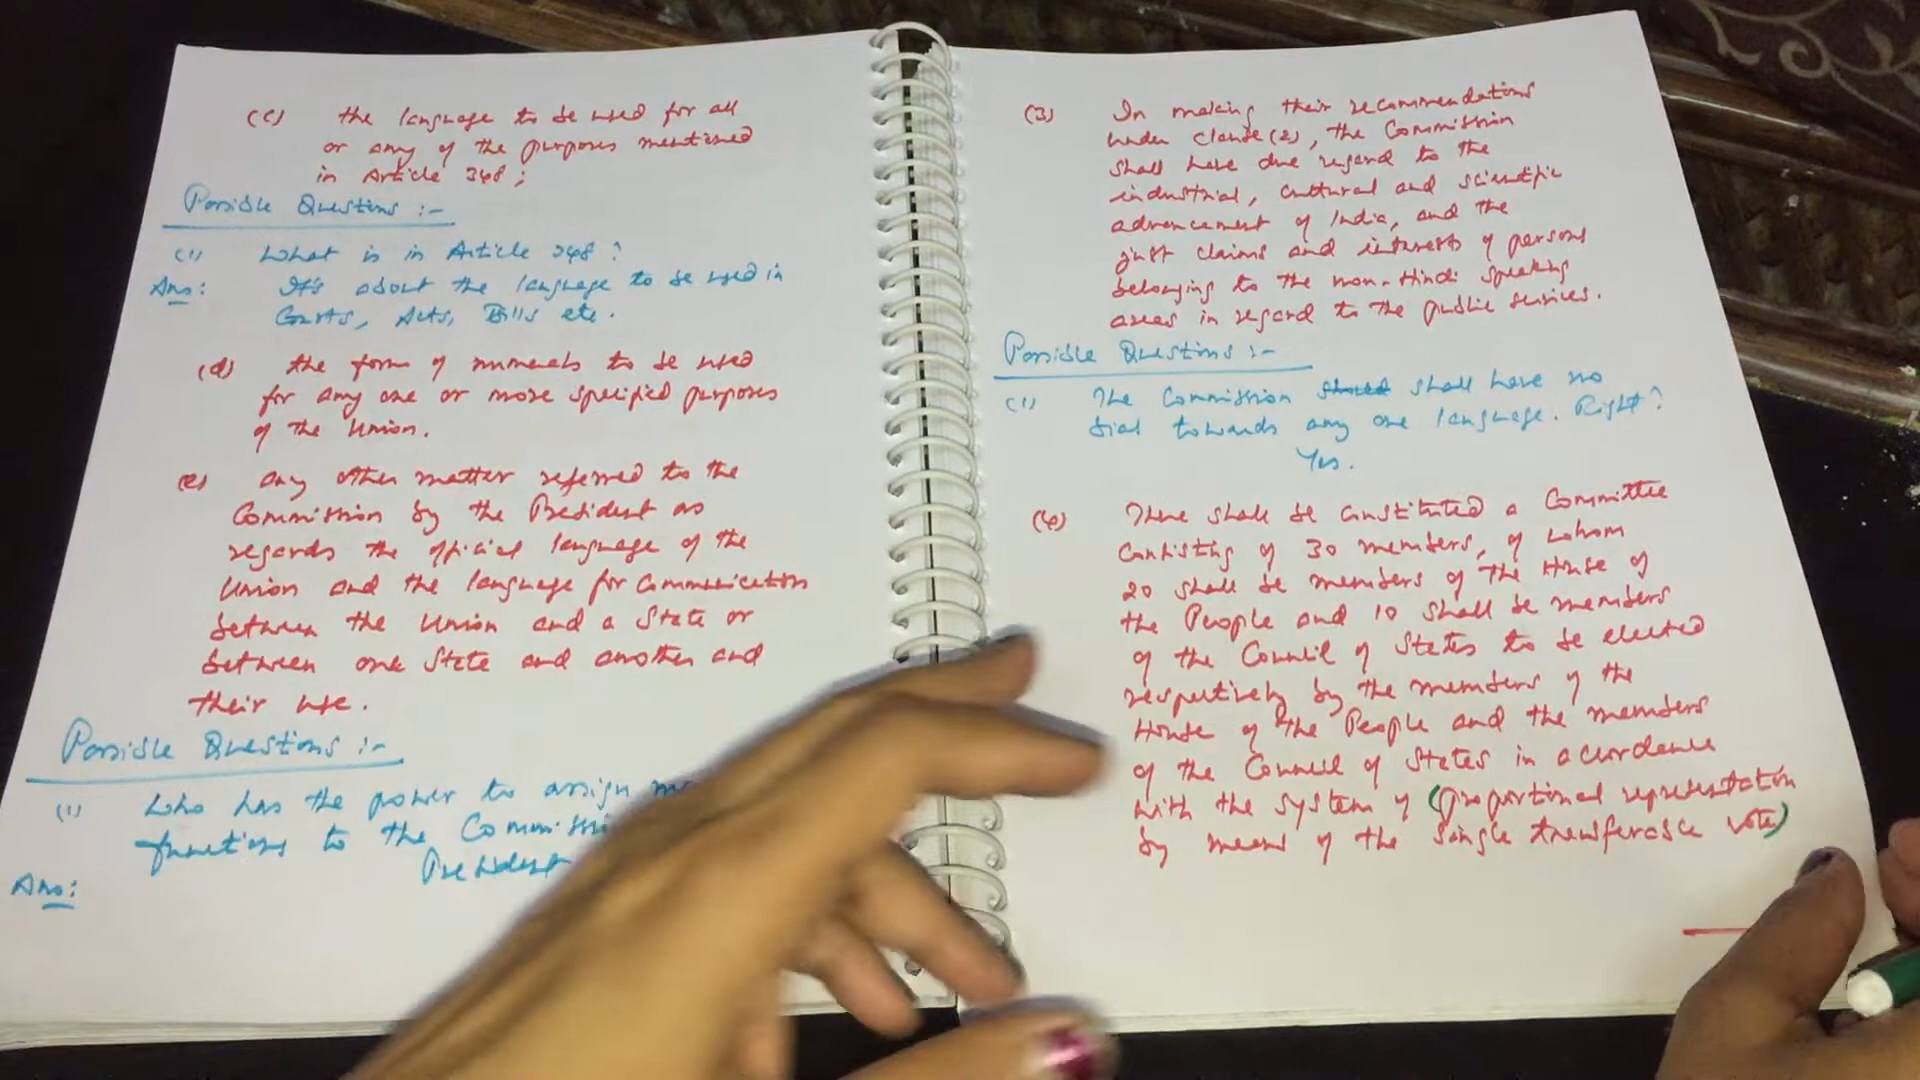 (c) the language to be used for all
or any of the purposes mentioned
in Article 348;
Possible Questions :-
(1) What is in Article 348?
Ans: It's about the language to be used in
Courts, Acts, Bills etc.
(d) the form of numerals to be used
for any one or more specified purposes
of the Union.
(e) any other matter referred to the
Commission by the President as
regards the official language of the
Union and the language for communication
between the Union and a State or
between one State and another and
their use.
Possible Questions :-
(1) Who has the power to assign
functions to the
Ans: President
(3) In making their recommendations
under clause (2), the Commission
shall have due regard to the
industrial, cultural and scientific
advancement of India, and the
just claims and interests of persons
belonging to the non-Hindi speaking
areas in regard to the public services.
Possible Questions :-
(1) The Commission shall have no
bias towards any one language. Right?
Yes.
(4) There shall be constituted a Committee
consisting of 30 members, of whom
20 shall be members of the House of
the People and 10 shall be members
of the Council of States to be elected
respectively by the members of the
House of the People and the members
of the Council of States in accordance
with the system of (proportional representation
by means of the single transferable vote)